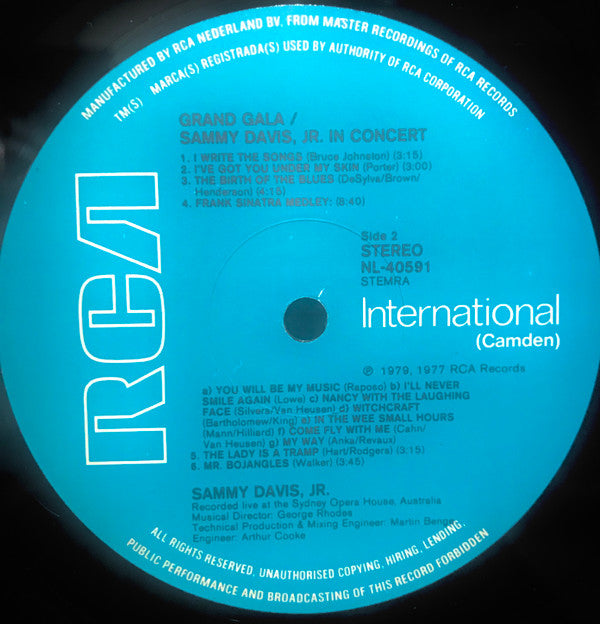 MANUFACTURED BY RCA NEDERLAND BV. FROM MASTER RECORDINGS OF RCA RECORDS
TM(S) MARCA(S) REGISTRADA(S) USED BY AUTHORITY OF RCA CORPORATION
GRAND GALA /
SAMMY DAVIS, JR. IN CONCERT
1. I WRITE THE SONGS (Bruce Johnston) (3:15)
2. I'VE GOT YOU UNDER MY SKIN (Porter) (3:00)
3. THE BIRTH OF THE BLUES (DeSylva/Brown/
Henderson) (4:15)
4. FRANK SINATRA MEDLEY: (8:40)
RCA
Side 2
STEREO
NL-40591
STEMRA
International
(Camden)
℗ 1979, 1977 RCA Records
a) YOU WILL BE MY MUSIC (Raposo) b) I'LL NEVER
SMILE AGAIN (Lowe) c) NANCY WITH THE LAUGHING
FACE (Silvers/Van Heusen) d) WITCHCRAFT
(Bartholomew/King) e) IN THE WEE SMALL HOURS
(Mann/Hilliard) f) COME FLY WITH ME (Cahn/
Van Heusen) g) MY WAY (Anka/Revaux)
5. THE LADY IS A TRAMP (Hart/Rodgers) (3:15)
6. MR. BOJANGLES (Walker) (3:45)
SAMMY DAVIS, JR.
Recorded live at the Sydney Opera House, Australia
Musical Director: George Rhodes
Technical Production & Mixing Engineer: Martin Benge
Engineer: Arthur Cooke
ALL RIGHTS RESERVED, UNAUTHORISED COPYING, HIRING, LENDING,
PUBLIC PERFORMANCE AND BROADCASTING OF THIS RECORD FORBIDDEN